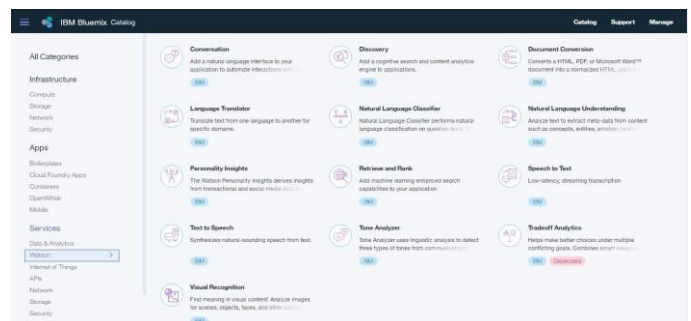 IBM Bluemix Catalog
Catalog Support Manage
All Categories
Infrastructure
Compute
Storage
Network
Security
Apps
Boilerplates
Cloud Foundry Apps
Containers
OpenWhisk
Mobile
Services
Data & Analytics
Watson
Internet of Things
APIs
Network
Storage
Security
Conversation
Add a natural language interface to your
application to automate interactions with
IBM
Discovery
Add a cognitive search and content analytics
engine to applications.
IBM
Document Conversion
Converts a HTML, PDF, or Microsoft Word™
document into a normalized HTML,
IBM
Language Translator
Translate text from one language to another for
specific domains.
IBM
Natural Language Classifier
Natural Language Classifier performs natural
language classification on question
IBM
Natural Language Understanding
Analyze text to extract meta-data from content
such as concepts, entities, emotion,
IBM
Personality Insights
The Watson Personality Insights derives insights
from transactional and social media
IBM
Retrieve and Rank
Add machine learning enhanced search
capabilities to your application
IBM
Speech to Text
Low-latency, streaming transcription
IBM
Text to Speech
Synthesizes natural-sounding speech from text.
IBM
Tone Analyzer
Tone Analyzer uses linguistic analysis to detect
three types of tones from
IBM
Tradeoff Analytics
Helps make better choices under multiple
conflicting goals. Combines smart
IBM Deprecated
Visual Recognition
Find meaning in visual content! Analyze images
for scenes, objects, faces, and other
IBM